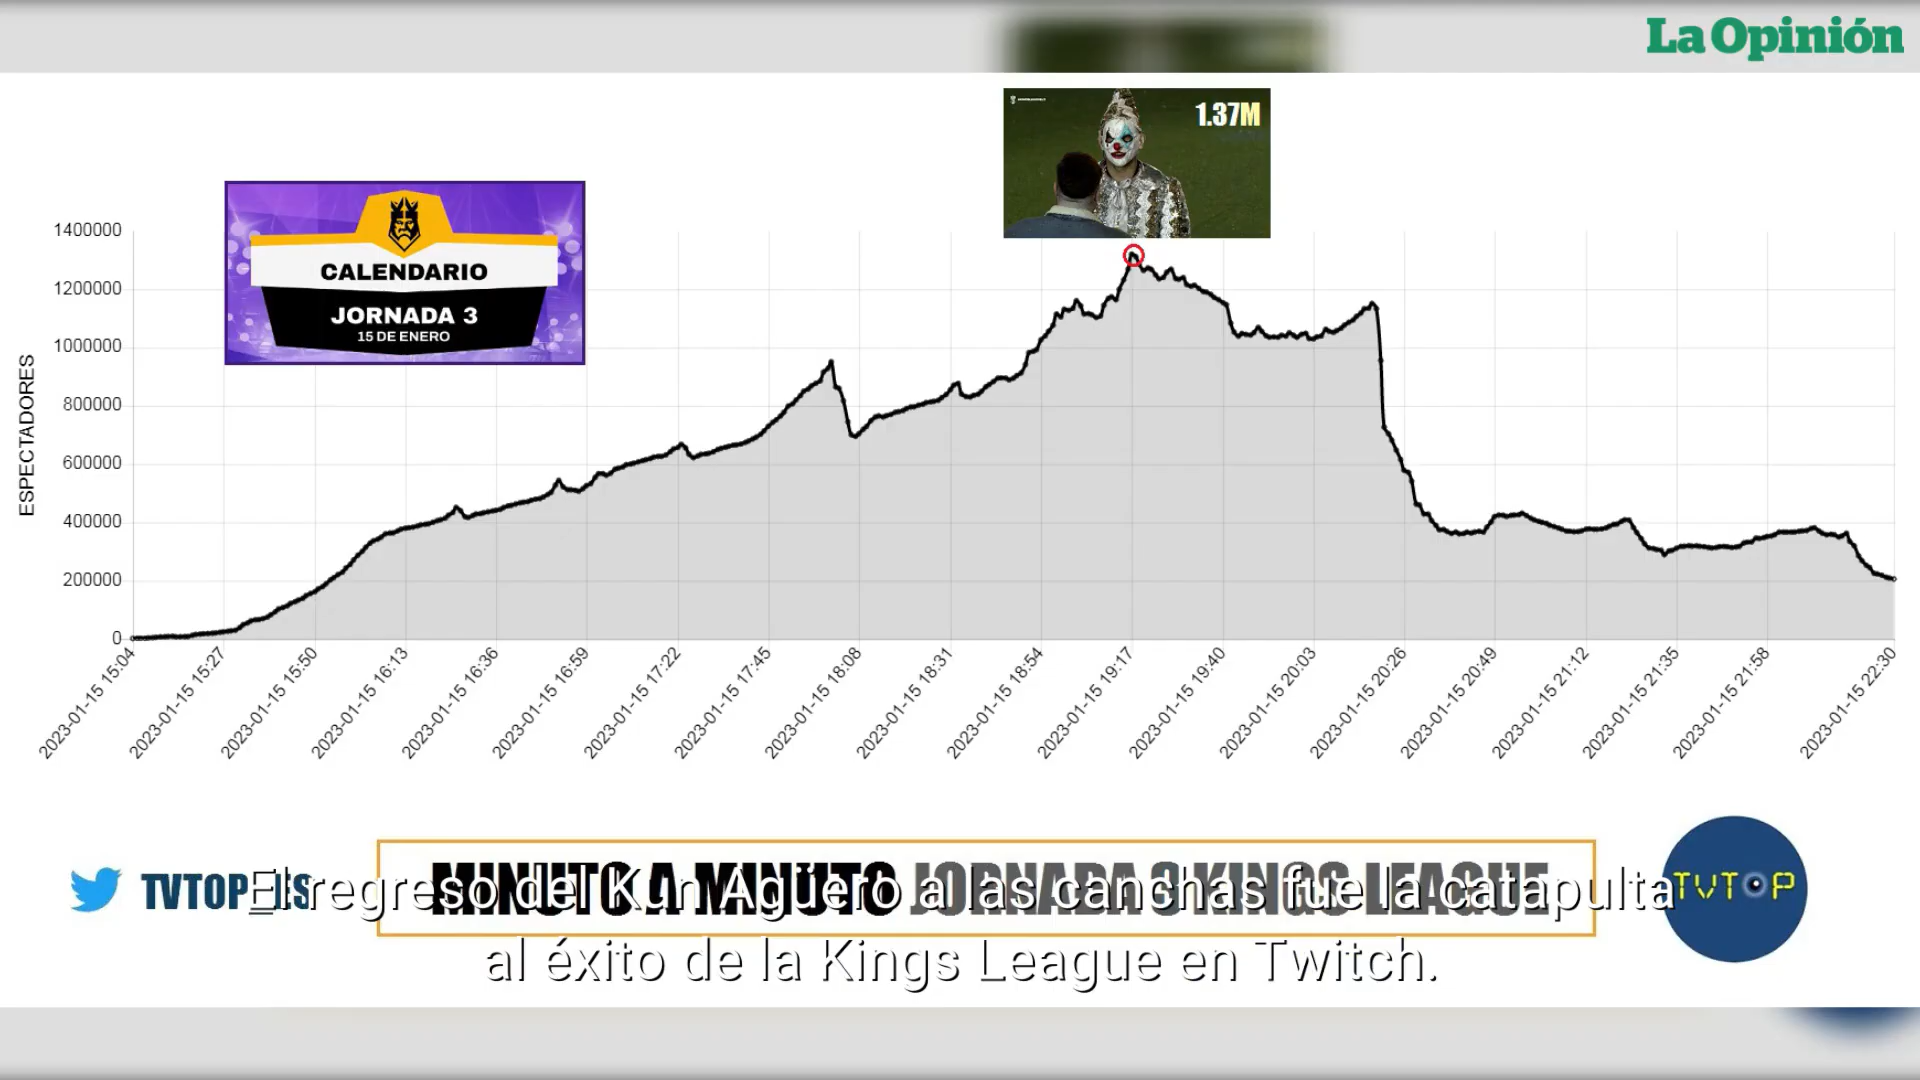 La Opinión
1.37M
CALENDARIO
JORNADA 3
15 DE ENERO
ESPECTADORES
1400000
1200000
1000000
800000
600000
400000
200000
0
2023-01-15 15:04
2023-01-15 15:27
2023-01-15 15:50
2023-01-15 16:13
2023-01-15 16:36
2023-01-15 16:59
2023-01-15 17:22
2023-01-15 17:45
2023-01-15 18:08
2023-01-15 18:31
2023-01-15 18:54
2023-01-15 19:17
2023-01-15 19:40
2023-01-15 20:03
2023-01-15 20:26
2023-01-15 20:49
2023-01-15 21:12
2023-01-15 21:35
2023-01-15 21:58
2023-01-15 22:30
TVTOP_ES
MINUTO A MINUTO JORNADA 3 KINGS LEAGUE
TVTOP
El regreso del Kun Agüero a las canchas fue la catapulta
al éxito de la Kings League en Twitch.